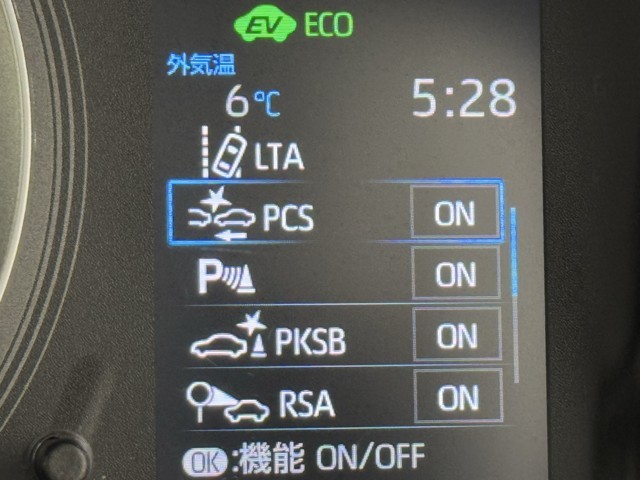 EV ECO
外気温
6℃ 5:28
LTA
PCS ON
P ON
PKSB ON
RSA ON
OK:機能 ON/OFF